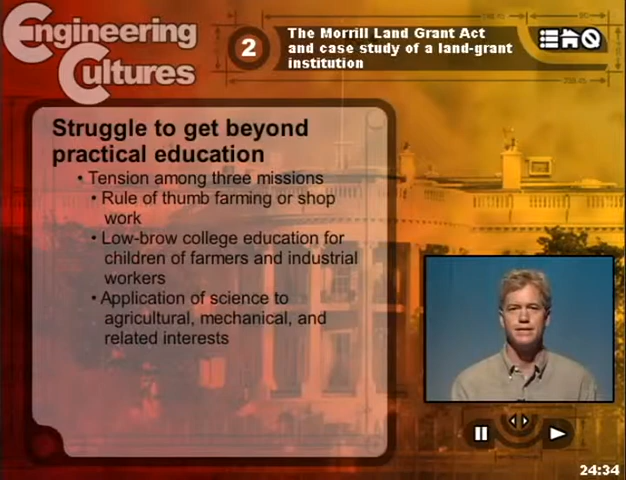 Engineering
Cultures
2
The Morrill Land Grant Act
and case study of a land-grant
institution
Struggle to get beyond
practical education
• Tension among three missions
• Rule of thumb farming or shop
work
• Low-brow college education for
children of farmers and industrial
workers
• Application of science to
agricultural, mechanical, and
related interests
24:34